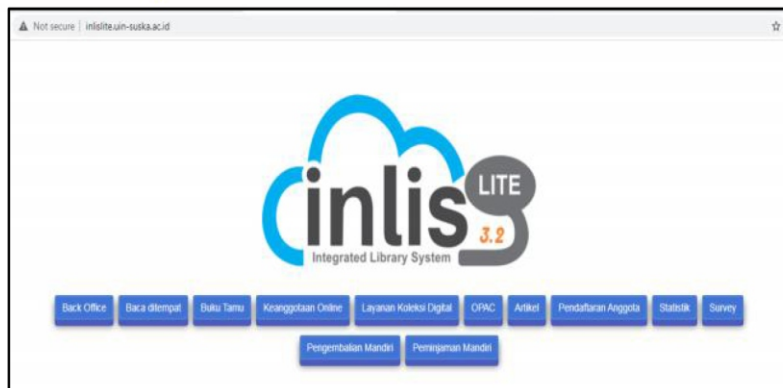 Not secure | inlislite.uin-suska.ac.id
inlis LITE
3.2
Integrated Library System
Back Office Baca ditempat Buku Tamu Keanggotaan Online Layanan Koleksi Digital OPAC Artikel Pendaftaran Anggota Statistik Survey
Pengembalian Mandiri Peminjaman Mandiri